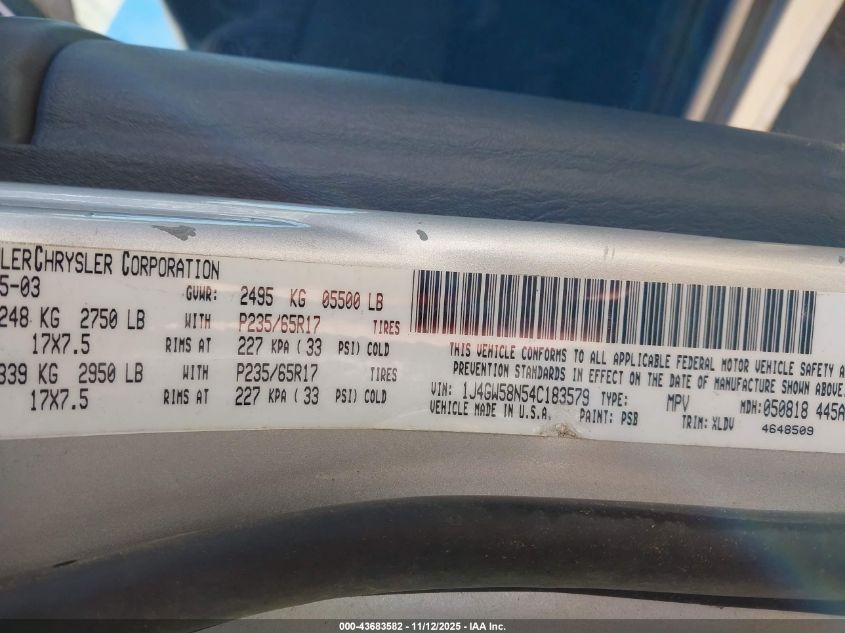 LERCHRYSLER CORPORATION
5-03
GVWR: 2495 KG 05500 LB
248 KG 2750 LB WITH P235/65R17 TIRES
17X7.5 RIMS AT 227 KPA ( 33 PSI) COLD
339 KG 2950 LB WITH P235/65R17 TIRES
17X7.5 RIMS AT 227 KPA ( 33 PSI) COLD
THIS VEHICLE CONFORMS TO ALL APPLICABLE FEDERAL MOTOR VEHICLE SAFETY A
PREVENTION STANDARDS IN EFFECT ON THE DATE OF MANUFACTURE SHOWN ABOVE.
VIN: 1J4GW58N54C183579 TYPE: MPV MDH: 050818 445A
VEHICLE MADE IN U.S.A. PAINT: PSB TRIM: XLDV
4648509
000-43683582 - 11/12/2025 - IAA Inc.